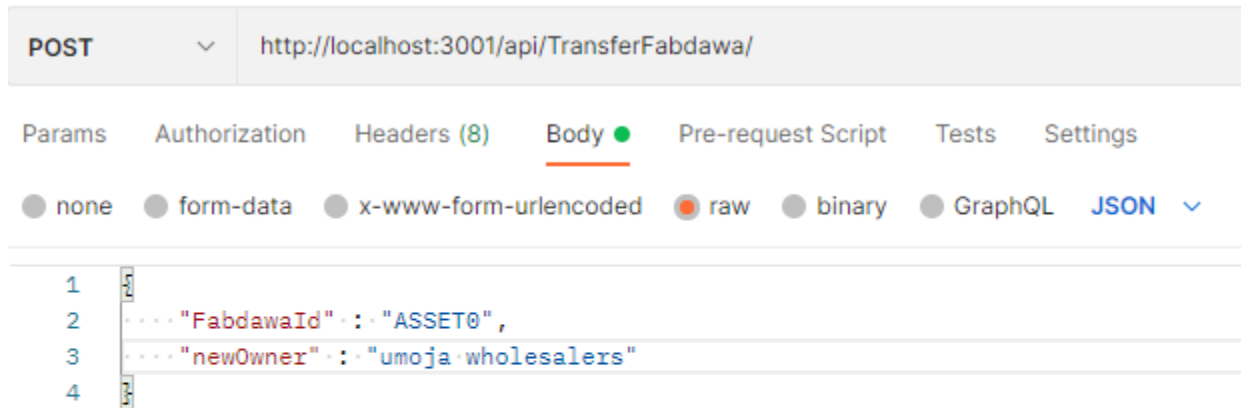 POST http://localhost:3001/api/TransferFabdawa/
Params Authorization Headers (8) Body Pre-request Script Tests Settings
none form-data x-www-form-urlencoded raw binary GraphQL JSON
1 {
2 "FabdawaId" : "ASSET0",
3 "newOwner" : "umoja wholesalers"
4 }